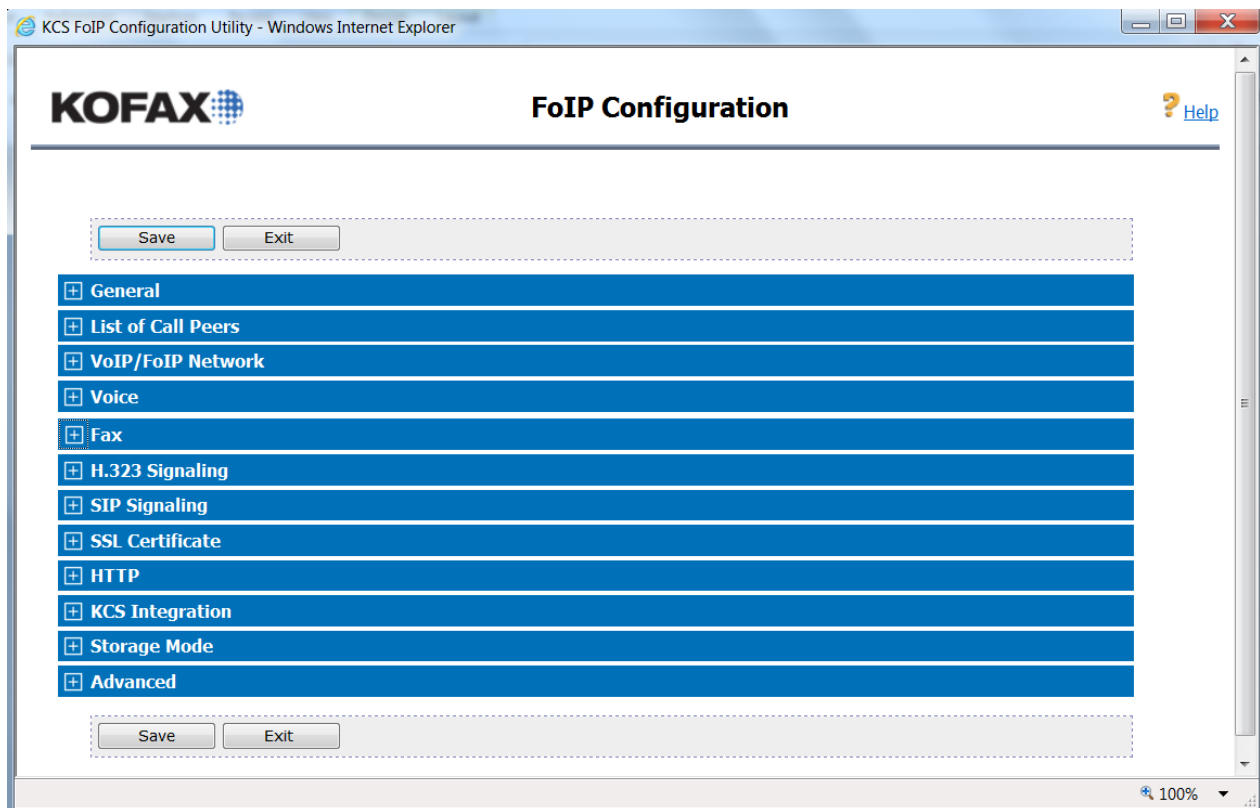 KCS FoIP Configuration Utility - Windows Internet Explorer
KOFAX
FoIP Configuration
? Help
Save Exit
General
List of Call Peers
VoIP/FoIP Network
Voice
Fax
H.323 Signaling
SIP Signaling
SSL Certificate
HTTP
KCS Integration
Storage Mode
Advanced
Save Exit
100%